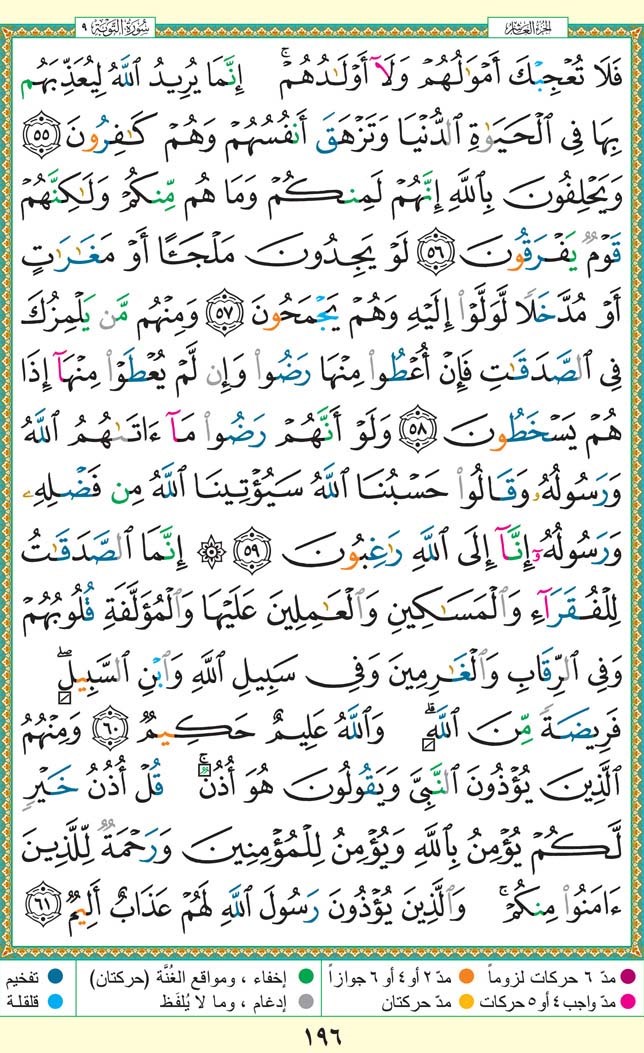 الجزء العاشر
سورة التوبة ٩
فَلَا تُعْجِبْكَ أَمْوَٰلُهُمْ وَلَآ أَوْلَـٰدُهُمْ ۚ إِنَّمَا يُرِيدُ ٱللَّهُ لِيُعَذِّبَهُم
بِهَا فِى ٱلْحَيَوٰةِ ٱلدُّنْيَا وَتَزْهَقَ أَنفُسُهُمْ وَهُمْ كَـٰفِرُونَ ٥٥
وَيَحْلِفُونَ بِٱللَّهِ إِنَّهُمْ لَمِنكُمْ وَمَا هُم مِّنكُمْ وَلَـٰكِنَّهُمْ
قَوْمٌ يَفْرَقُونَ ٥٦ لَوْ يَجِدُونَ مَلْجَـًٔا أَوْ مَغَـٰرَٰتٍ
أَوْ مُدَّخَلًا لَّوَلَّوْا۟ إِلَيْهِ وَهُمْ يَجْمَحُونَ ٥٧ وَمِنْهُم مَّن يَلْمِزُكَ
فِى ٱلصَّدَقَـٰتِ فَإِنْ أُعْطُوا۟ مِنْهَا رَضُوا۟ وَإِن لَّمْ يُعْطَوْا۟ مِنْهَآ إِذَا
هُمْ يَسْخَطُونَ ٥٨ وَلَوْ أَنَّهُمْ رَضُوا۟ مَآ ءَاتَىٰهُمُ ٱللَّهُ
وَرَسُولُهُۥ وَقَالُوا۟ حَسْبُنَا ٱللَّهُ سَيُؤْتِينَا ٱللَّهُ مِن فَضْلِهِۦ
وَرَسُولُهُۥٓ إِنَّآ إِلَى ٱللَّهِ رَٰغِبُونَ ٥٩ ۞ إِنَّمَا ٱلصَّدَقَـٰتُ
لِلْفُقَرَآءِ وَٱلْمَسَـٰكِينِ وَٱلْعَـٰمِلِينَ عَلَيْهَا وَٱلْمُؤَلَّفَةِ قُلُوبُهُمْ
وَفِى ٱلرِّقَابِ وَٱلْغَـٰرِمِينَ وَفِى سَبِيلِ ٱللَّهِ وَٱبْنِ ٱلسَّبِيلِ ۖ
فَرِيضَةً مِّنَ ٱللَّهِ ۗ وَٱللَّهُ عَلِيمٌ حَكِيمٌ ٦٠ وَمِنْهُمُ
ٱلَّذِينَ يُؤْذُونَ ٱلنَّبِىَّ وَيَقُولُونَ هُوَ أُذُنٌ ۚ قُلْ أُذُنُ خَيْرٍ
لَّكُمْ يُؤْمِنُ بِٱللَّهِ وَيُؤْمِنُ لِلْمُؤْمِنِينَ وَرَحْمَةٌ لِّلَّذِينَ
ءَامَنُوا۟ مِنكُمْ ۚ وَٱلَّذِينَ يُؤْذُونَ رَسُولَ ٱللَّهِ لَهُمْ عَذَابٌ أَلِيمٌ ٦١
مدّ ٦ حركات لزوماً مدّ ٢ أو ٤ أو ٦ جوازاً إخفاء ، ومواقع الغُنَّة (حركتان) تفخيم
مدّ واجب ٤ أو ٥ حركات مدّ حركتان إدغام ، وما لا يُلفَظ قلقلة
١٩٦